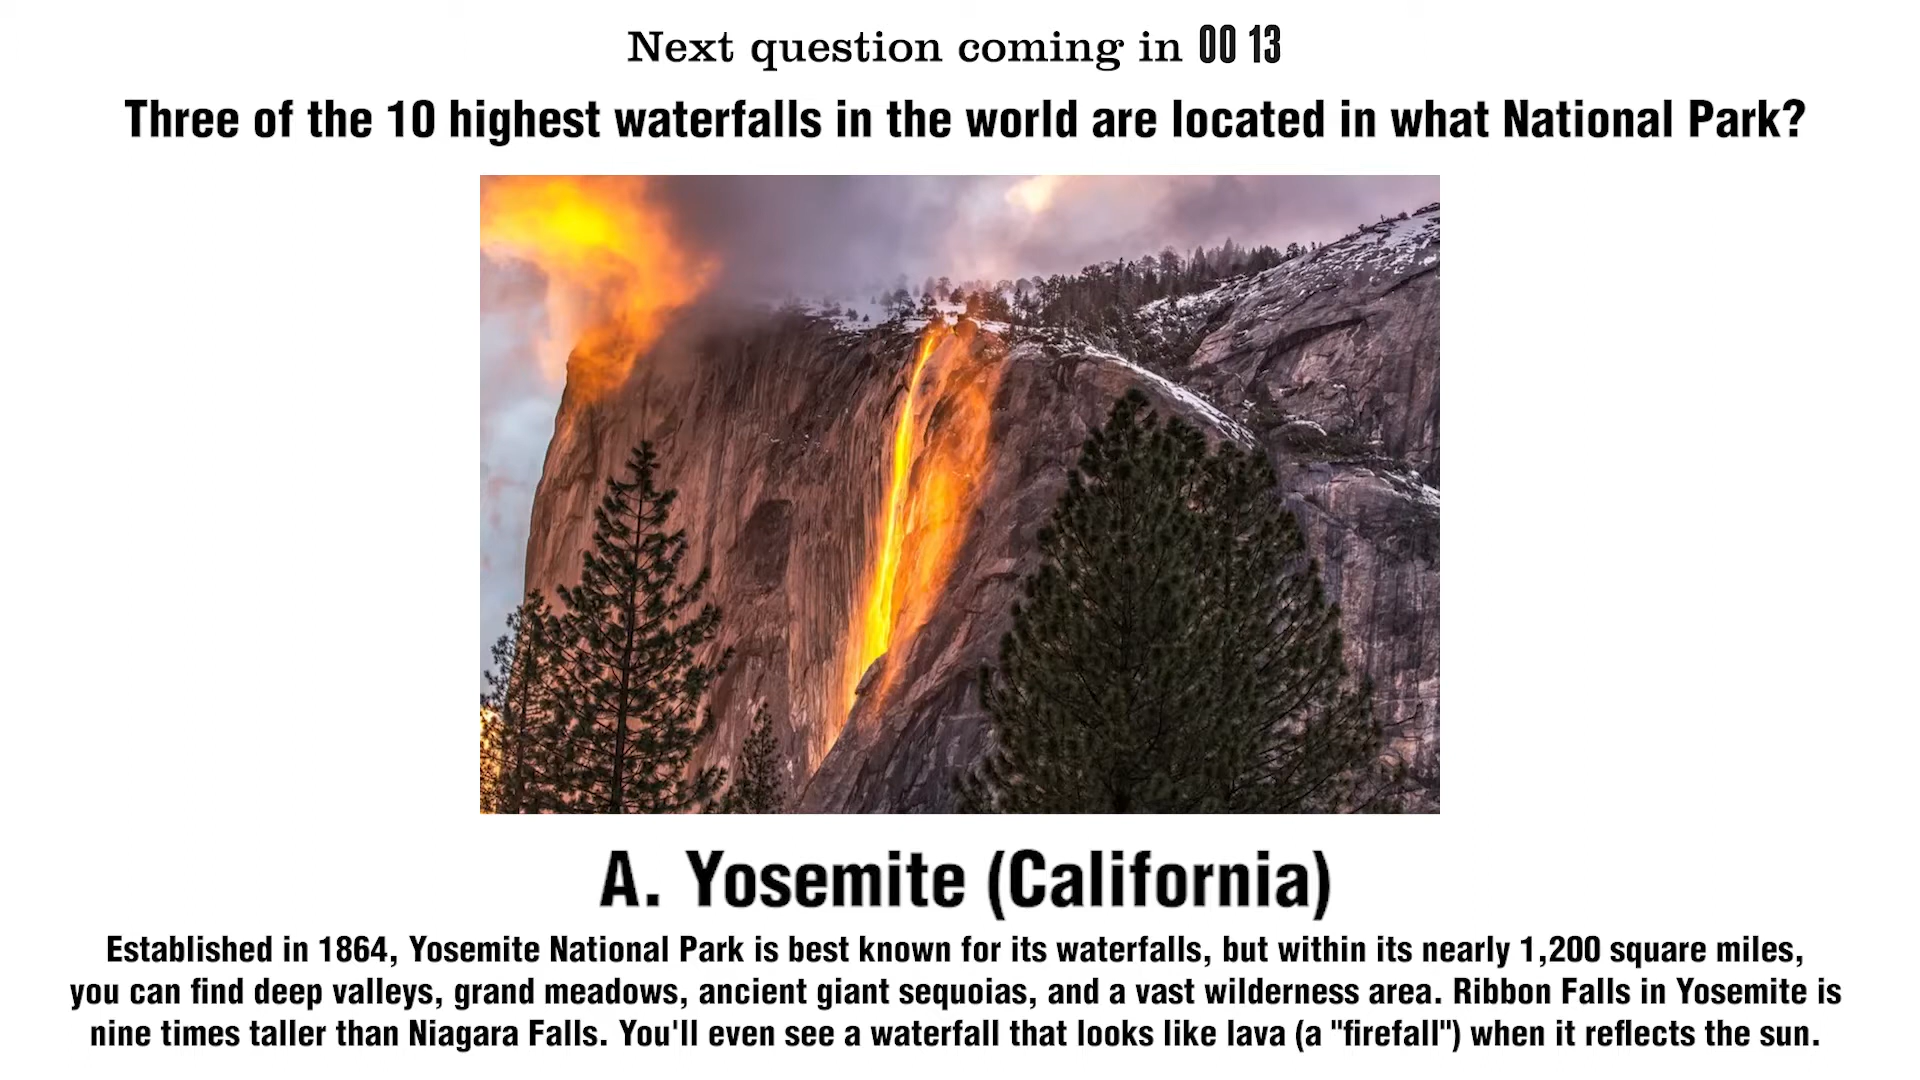 Next question coming in 00 13
Three of the 10 highest waterfalls in the world are located in what National Park?
A. Yosemite (California)
Established in 1864, Yosemite National Park is best known for its waterfalls, but within its nearly 1,200 square miles,
you can find deep valleys, grand meadows, ancient giant sequoias, and a vast wilderness area. Ribbon Falls in Yosemite is
nine times taller than Niagara Falls. You'll even see a waterfall that looks like lava (a "firefall") when it reflects the sun.